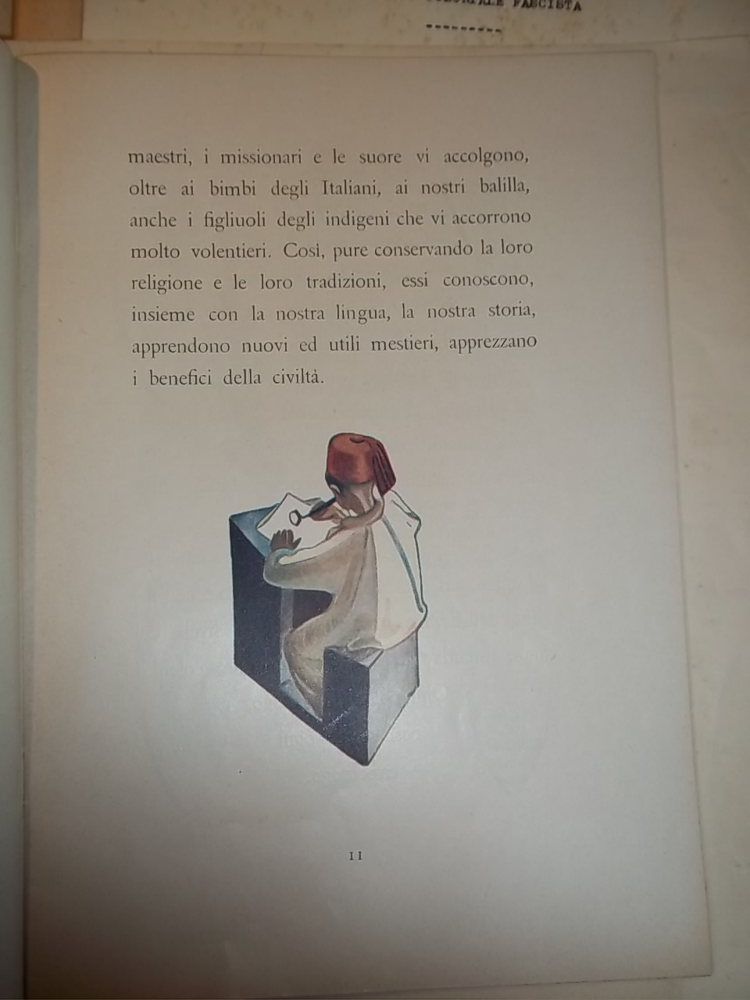 FASCISTA
maestri, i missionari e le suore vi accolgono,
oltre ai bimbi degli Italiani, ai nostri balilla,
anche i figliuoli degli indigeni che vi accorrono
molto volentieri. Così, pure conservando la loro
religione e le loro tradizioni, essi conoscono,
insieme con la nostra lingua, la nostra storia,
apprendono nuovi ed utili mestieri, apprezzano
i benefici della civiltà.
11